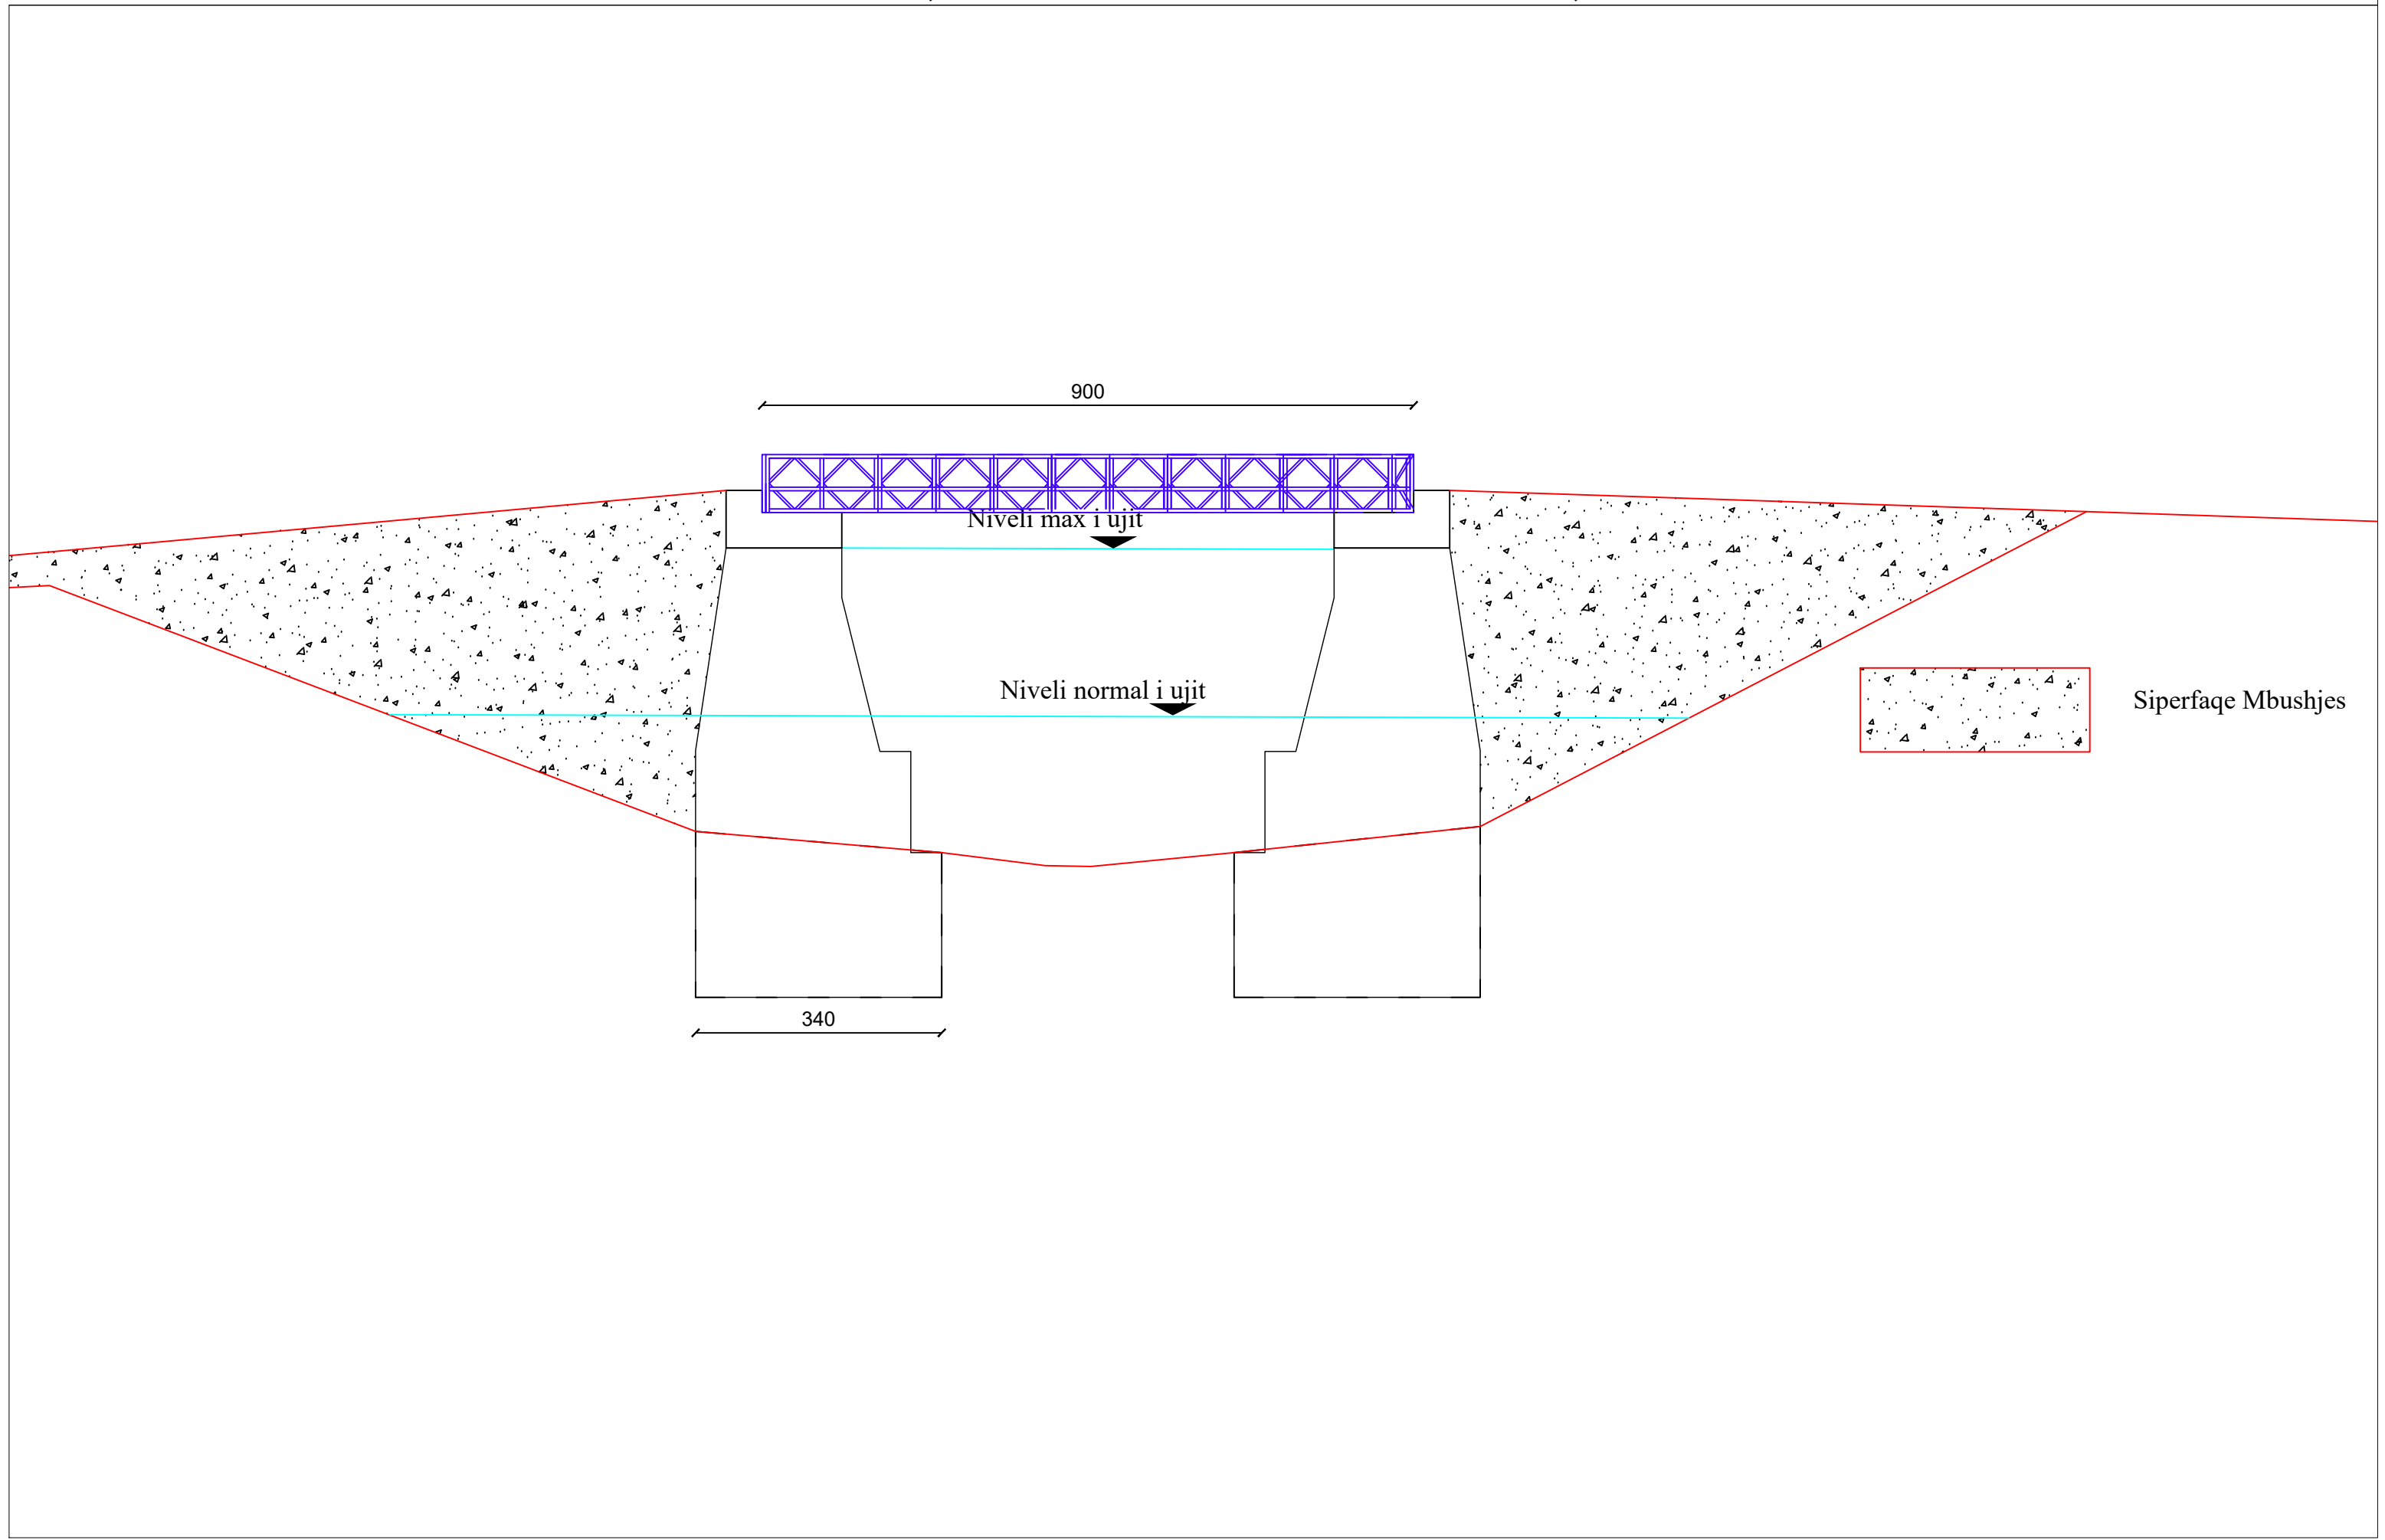 900
Niveli max i ujit
Niveli normal i ujit
Siperfaqe Mbushjes
340